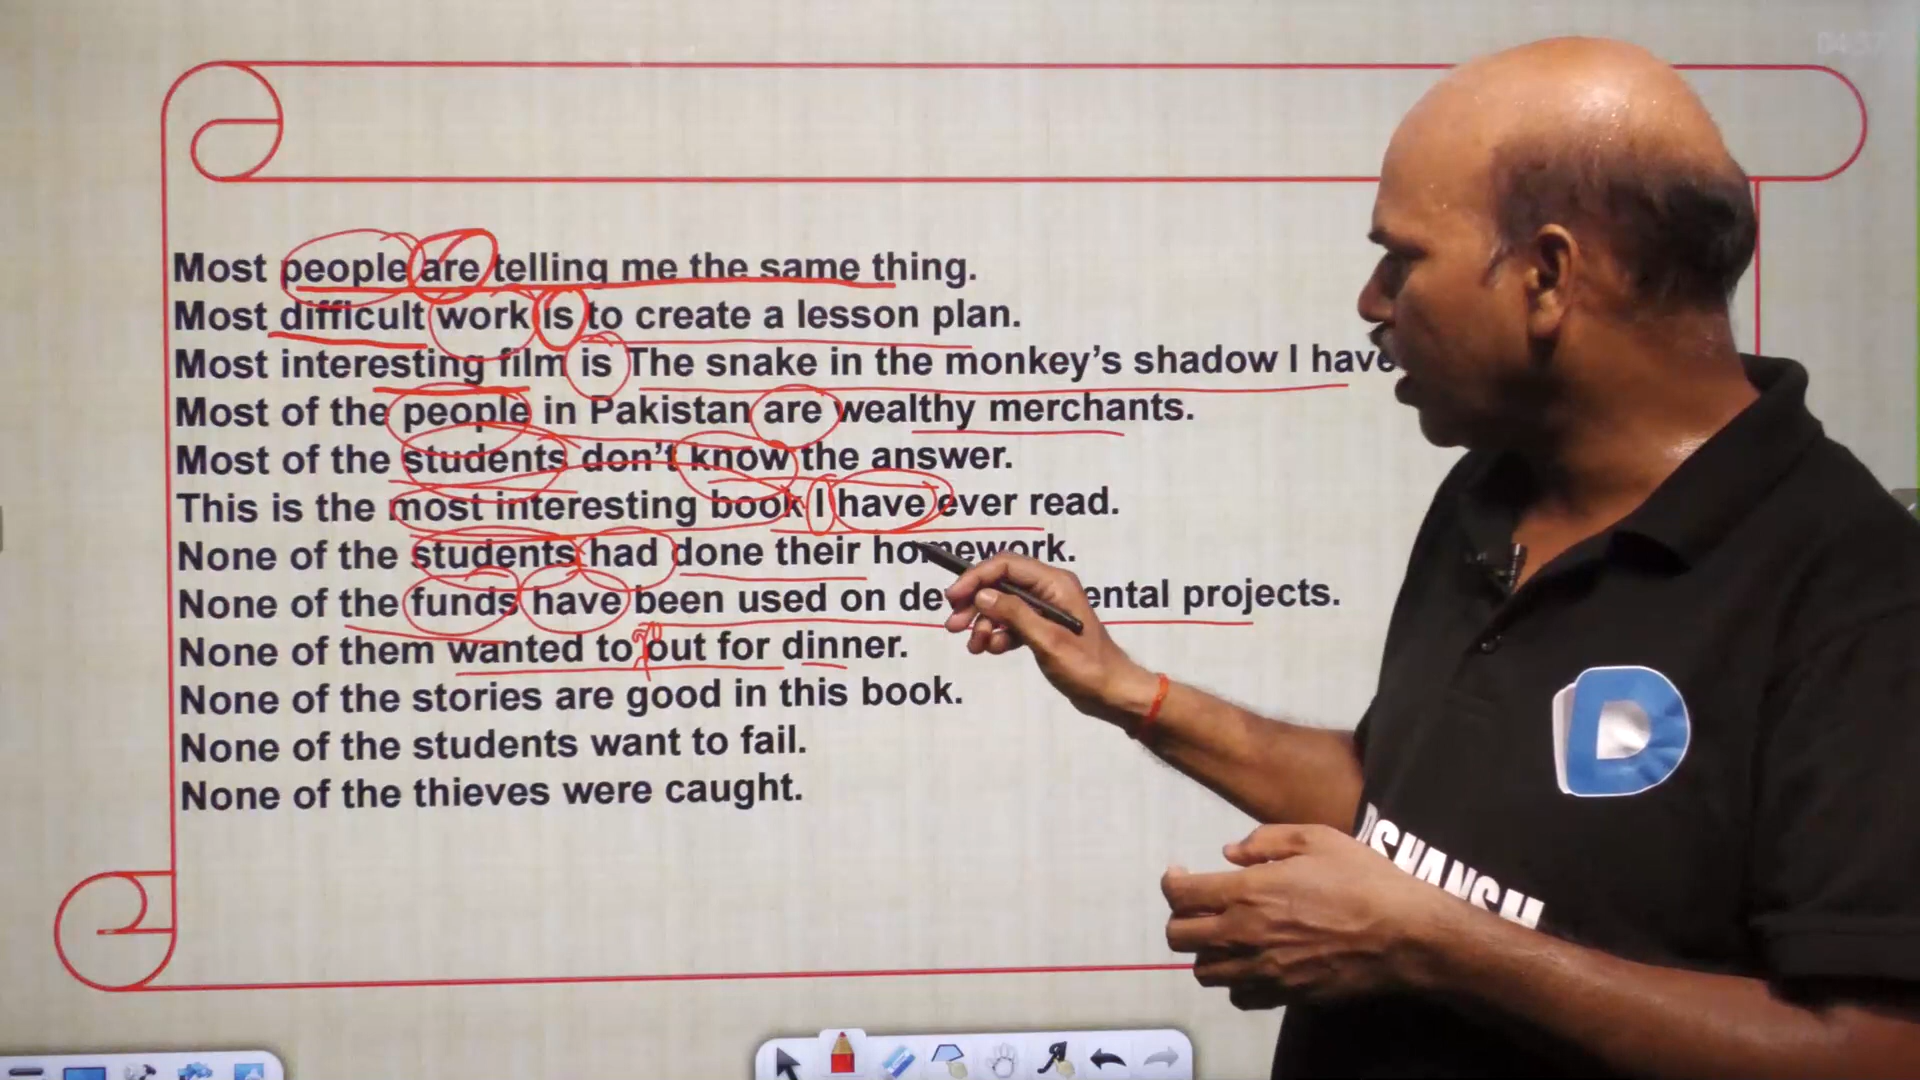 04:37
Most people are telling me the same thing.
Most difficult work is to create a lesson plan.
Most interesting film is The snake in the monkey's shadow I have
Most of the people in Pakistan are wealthy merchants.
Most of the students don't know the answer.
This is the most interesting book I have ever read.
None of the students had done their homework.
None of the funds have been used on de ental projects.
None of them wanted to go out for dinner.
None of the stories are good in this book.
None of the students want to fail.
None of the thieves were caught.
D
DSHANSH